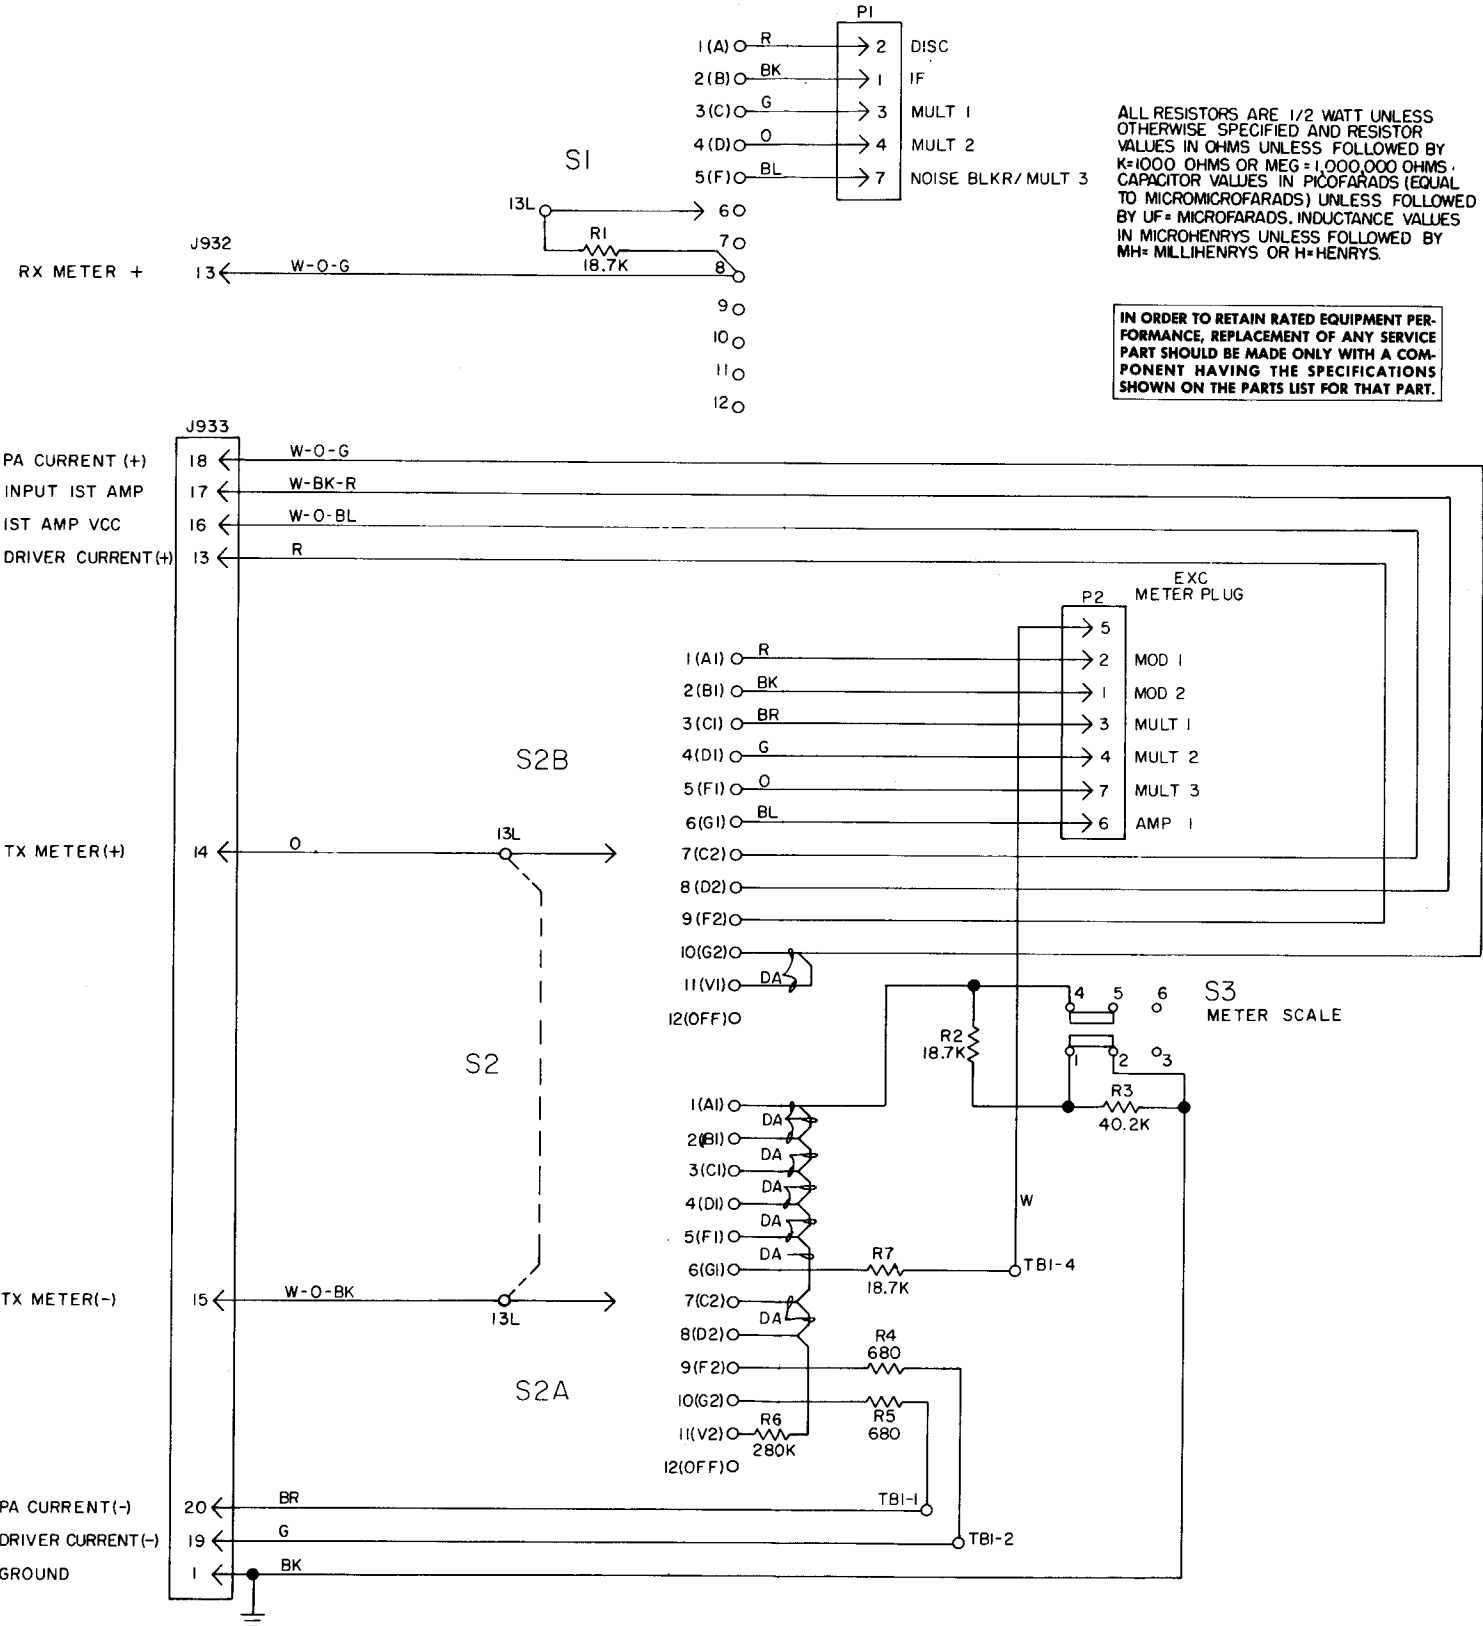 P1
1(A) R 2 DISC
2(B) BK 1 IF
3(C) G 3 MULT 1
4(D) O 4 MULT 2
5(F) BL 7 NOISE BLKR/MULT 3
S1
13L 6
7
R1
18.7K
8
J932
RX METER + 13 W-O-G
9
10
11
12
ALL RESISTORS ARE 1/2 WATT UNLESS
OTHERWISE SPECIFIED AND RESISTOR
VALUES IN OHMS UNLESS FOLLOWED BY
K=1000 OHMS OR MEG = 1,000,000 OHMS.
CAPACITOR VALUES IN PICOFARADS (EQUAL
TO MICROMICROFARADS) UNLESS FOLLOWED
BY UF= MICROFARADS. INDUCTANCE VALUES
IN MICROHENRYS UNLESS FOLLOWED BY
MH= MILLIHENRYS OR H=HENRYS.
IN ORDER TO RETAIN RATED EQUIPMENT PER-
FORMANCE, REPLACEMENT OF ANY SERVICE
PART SHOULD BE MADE ONLY WITH A COM-
PONENT HAVING THE SPECIFICATIONS
SHOWN ON THE PARTS LIST FOR THAT PART.
J933
PA CURRENT (+) 18 W-O-G
INPUT 1ST AMP 17 W-BK-R
1ST AMP VCC 16 W-O-BL
DRIVER CURRENT(+) 13 R
EXC
METER PLUG
P2
5
1(A1) R 2 MOD 1
2(B1) BK 1 MOD 2
3(C1) BR 3 MULT 1
4(D1) G 4 MULT 2
5(F1) O 7 MULT 3
6(G1) BL 6 AMP 1
S2B
TX METER(+) 14 O 13L
7(C2)
8(D2)
9(F2)
10(G2)
11(V1) DA
12(OFF)
S3
METER SCALE
4 5 6
1 2 3
R2
18.7K
R3
40.2K
S2
1(A1)
DA
2(B1)
DA
3(C1)
DA
4(D1)
DA
5(F1)
DA
6(G1)
R7
18.7K
W
TB1-4
TX METER(-) 15 W-O-BK 13L
7(C2)
DA
8(D2)
R4
680
9(F2)
10(G2)
R5
680
11(V2)
R6
280K
12(OFF)
S2A
PA CURRENT(-) 20 BR TB1-1
DRIVER CURRENT(-) 19 G TB1-2
GROUND 1 BK